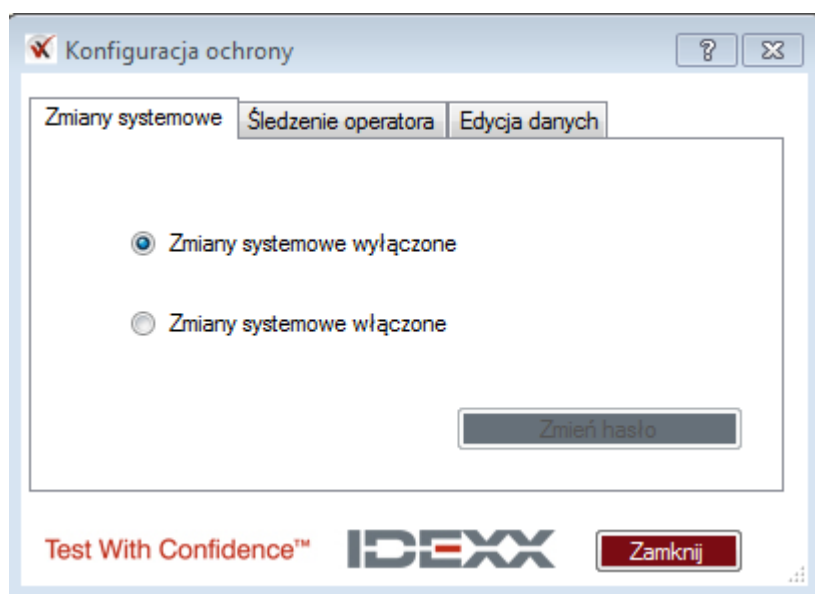 Konfiguracja ochrony
Zmiany systemowe Śledzenie operatora Edycja danych
Zmiany systemowe wyłączone
Zmiany systemowe włączone
Zmień hasło
Test With Confidence™ IDEXX Zamknij